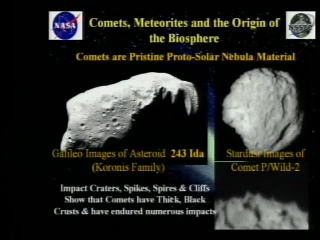 NASA
Comets, Meteorites and the Origin of
the Biosphere
Comets are Pristine Proto-Solar Nebula Material
Galileo Images of Asteroid 243 Ida
(Koronis Family)
Stardust Images of
Comet P/Wild-2
Impact Craters, Spikes, Spires & Cliffs
Show that Comets have Thick, Black
Crusts & have endured numerous impacts